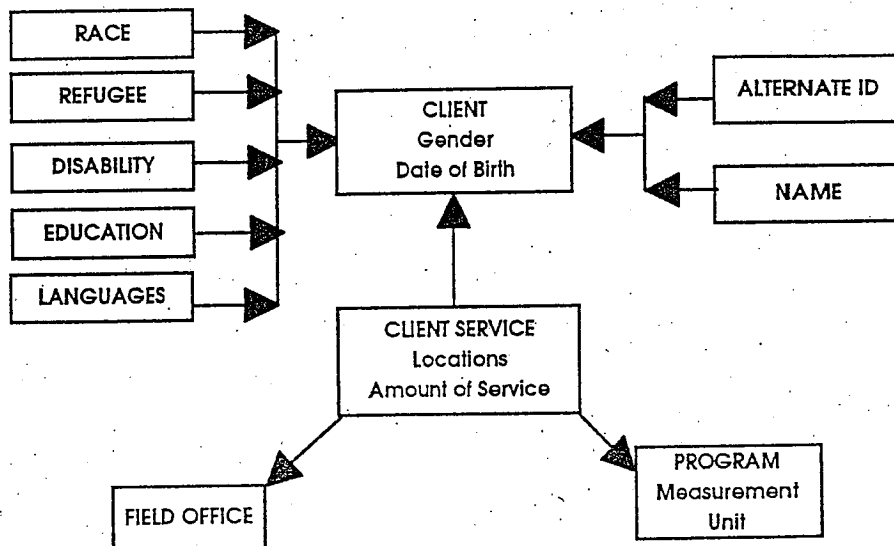 RACE
REFUGEE
DISABILITY
EDUCATION
LANGUAGES
CLIENT
Gender
Date of Birth
ALTERNATE ID
NAME
CLIENT SERVICE
Locations
Amount of Service
FIELD OFFICE
PROGRAM
Measurement
Unit